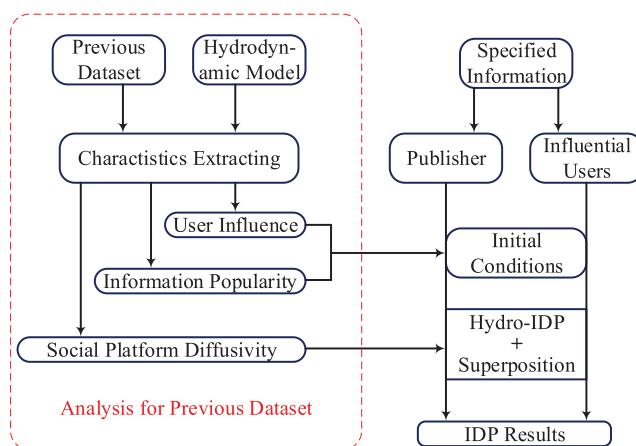 Previous
Dataset
Hydrodyn-
amic Model
Charactistics Extracting
User Influence
Information Popularity
Social Platform Diffusivity
Analysis for Previous Dataset
Specified
Information
Publisher
Influential
Users
Initial
Conditions
Hydro-IDP
+
Superposition
IDP Results